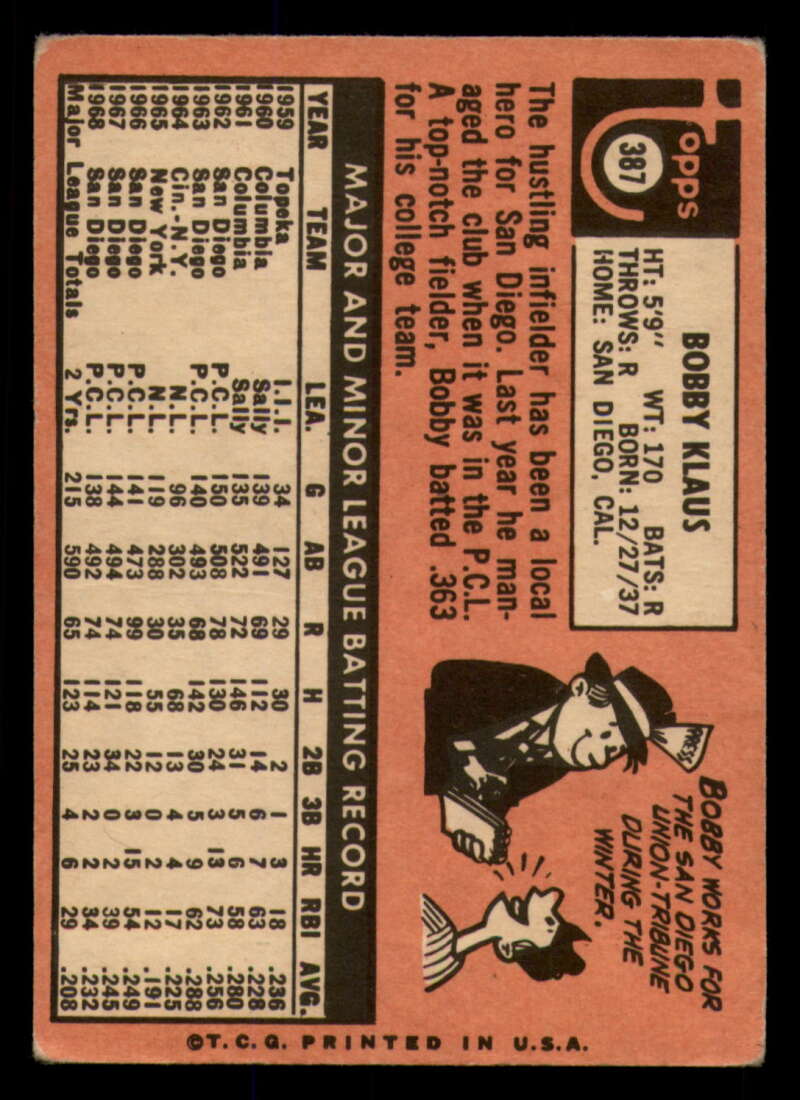 Topps
387
BOBBY KLAUS
HT: 5'9" WT: 170 BATS: R
THROWS: R BORN: 12/27/37
HOME: SAN DIEGO, CAL.
The hustling infielder has been a local
hero for San Diego. Last year he man-
aged the club when it was in the P.C.L.
A top-notch fielder, Bobby batted .363
for his college team.
PRESS
BOBBY WORKS FOR
THE SAN DIEGO
UNION-TRIBUNE
DURING THE
WINTER.
MAJOR AND MINOR LEAGUE BATTING RECORD
YEAR TEAM LEA. G AB R H 2B 3B HR RBI AVG.
1959 Topeka I.I.I. 34 127 29 30 2 1 3 18 .236
1960 Columbia Sally 139 491 69 112 14 6 7 63 .228
1961 Columbia Sally 135 522 72 146 31 5 6 58 .280
1962 San Diego P.C.L. 150 508 78 130 24 3 13 73 .256
1963 San Diego P.C.L. 140 493 68 142 30 5 9 62 .288
1964 Cin.-N.Y. N.L. 96 302 35 68 13 4 4 17 .225
1965 New York N.L. 119 288 30 55 12 0 2 12 .191
1966 San Diego P.C.L. 141 473 99 118 22 3 15 54 .249
1967 San Diego P.C.L. 144 494 74 121 34 0 2 39 .245
1968 San Diego P.C.L. 138 492 74 114 23 2 2 34 .232
Major League Totals 2 Yrs. 215 590 65 123 25 4 6 29 .208
©T.C.G. PRINTED IN U.S.A.